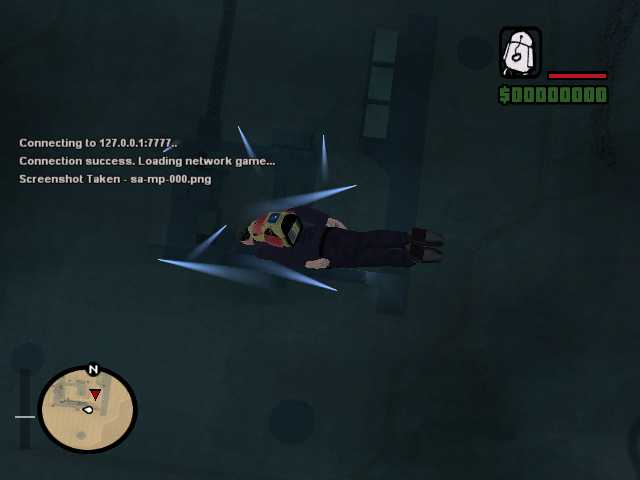 $00000000
Connecting to 127.0.0.1:7777..
Connection success. Loading network game...
Screenshot Taken - sa-mp-000.png
N